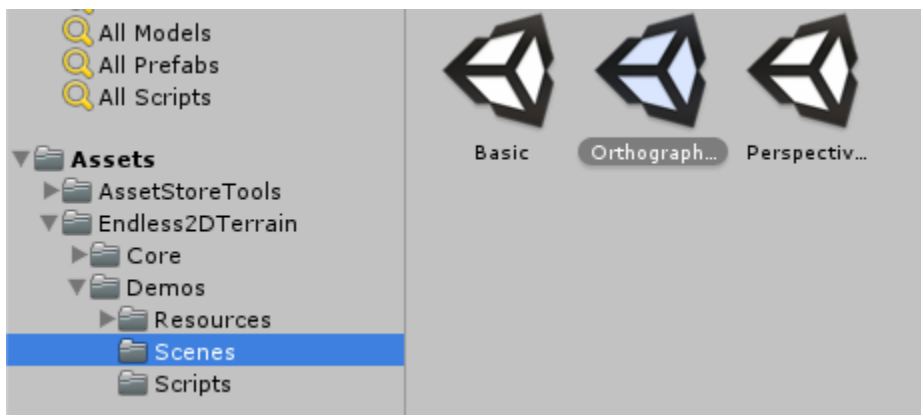 All Models
All Prefabs
All Scripts
Assets
AssetStoreTools
Endless2DTerrain
Core
Demos
Resources
Scenes
Scripts
Basic
Orthograph...
Perspectiv...